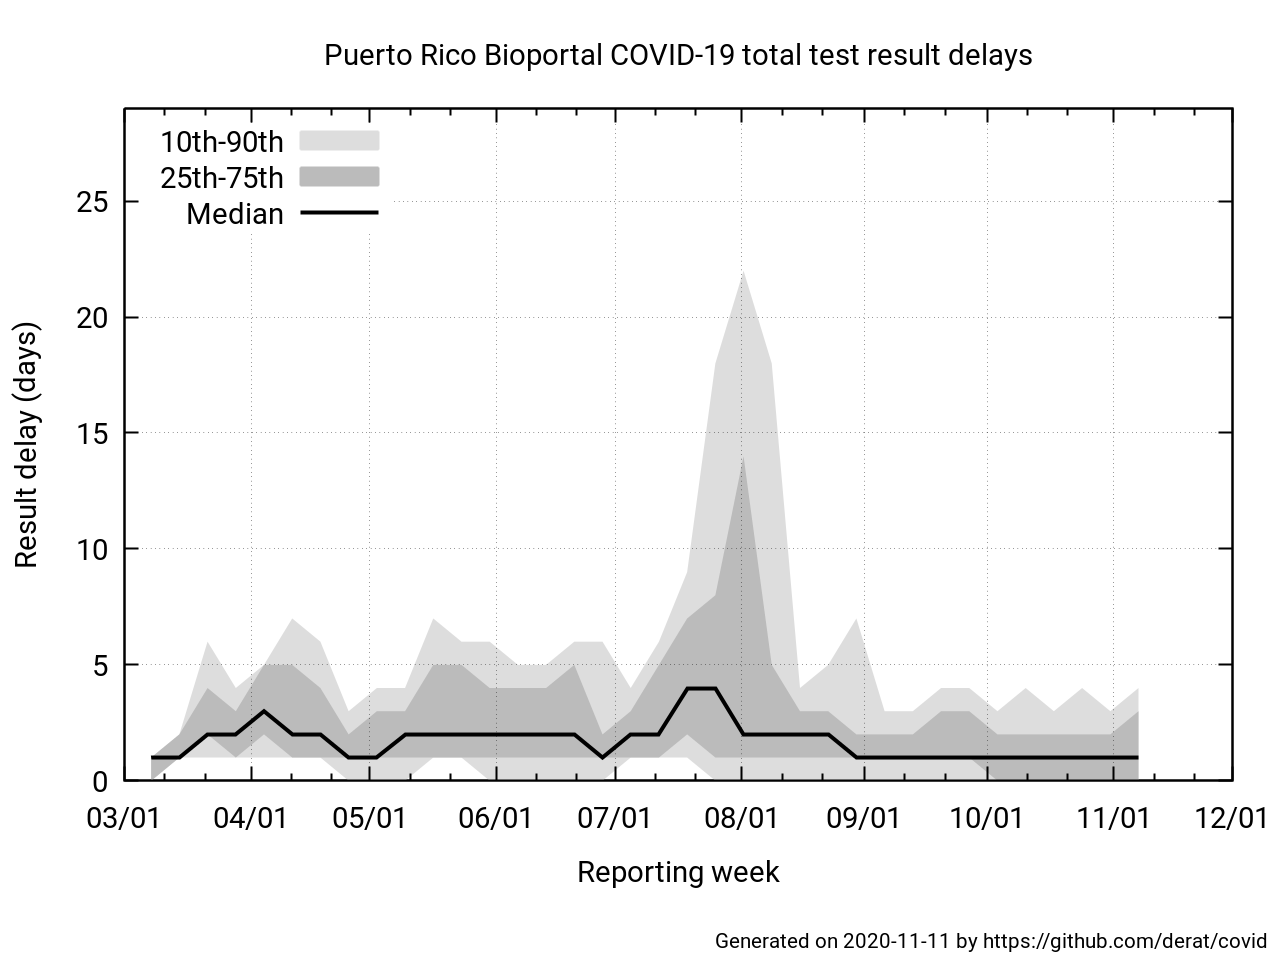 Puerto Rico Bioportal COVID-19 total test result delays
10th-90th
25th-75th
Median
25
20
15
10
5
0
Result delay (days)
03/01 04/01 05/01 06/01 07/01 08/01 09/01 10/01 11/01 12/01
Reporting week
Generated on 2020-11-11 by https://github.com/derat/covid